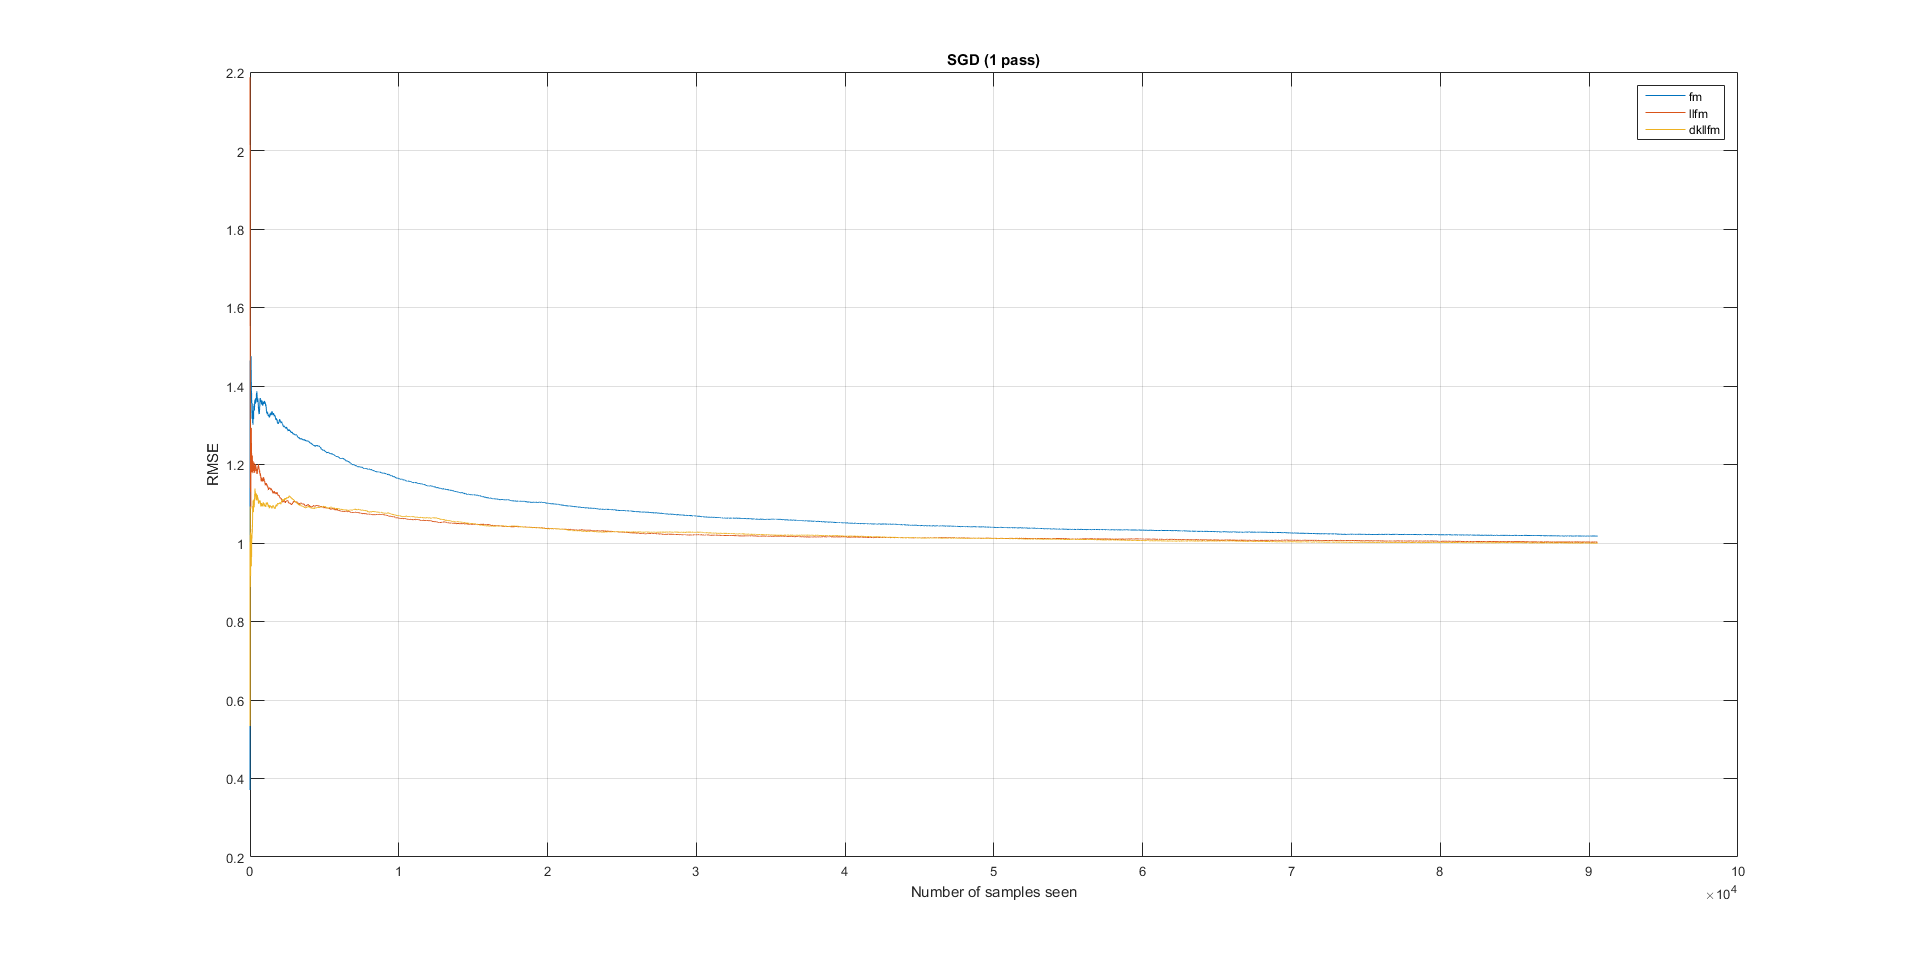 SGD (1 pass)
fm
llfm
dkllfm
2.2
2
1.8
1.6
1.4
1.2
1
0.8
0.6
0.4
0.2
RMSE
0 1 2 3 4 5 6 7 8 9 10
×10⁴
Number of samples seen